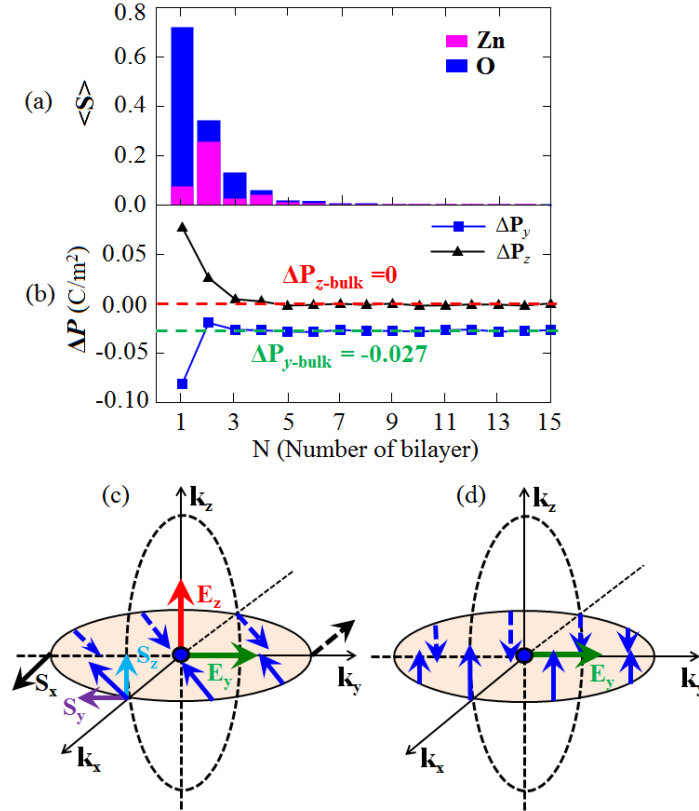 0.8
Zn
O
0.6
(a)
<S>
0.4
0.2
0.0
ΔPy
ΔPz
0.05
ΔPz-bulk =0
(b)
ΔP (C/m²)
0.00
-0.05
ΔPy-bulk = -0.027
-0.10
1 3 5 7 9 11 13 15
N (Number of bilayer)
(c)
kz
Ez
Sz
Ey
ky
Sx
Sy
kx
(d)
kz
Ey
ky
kx